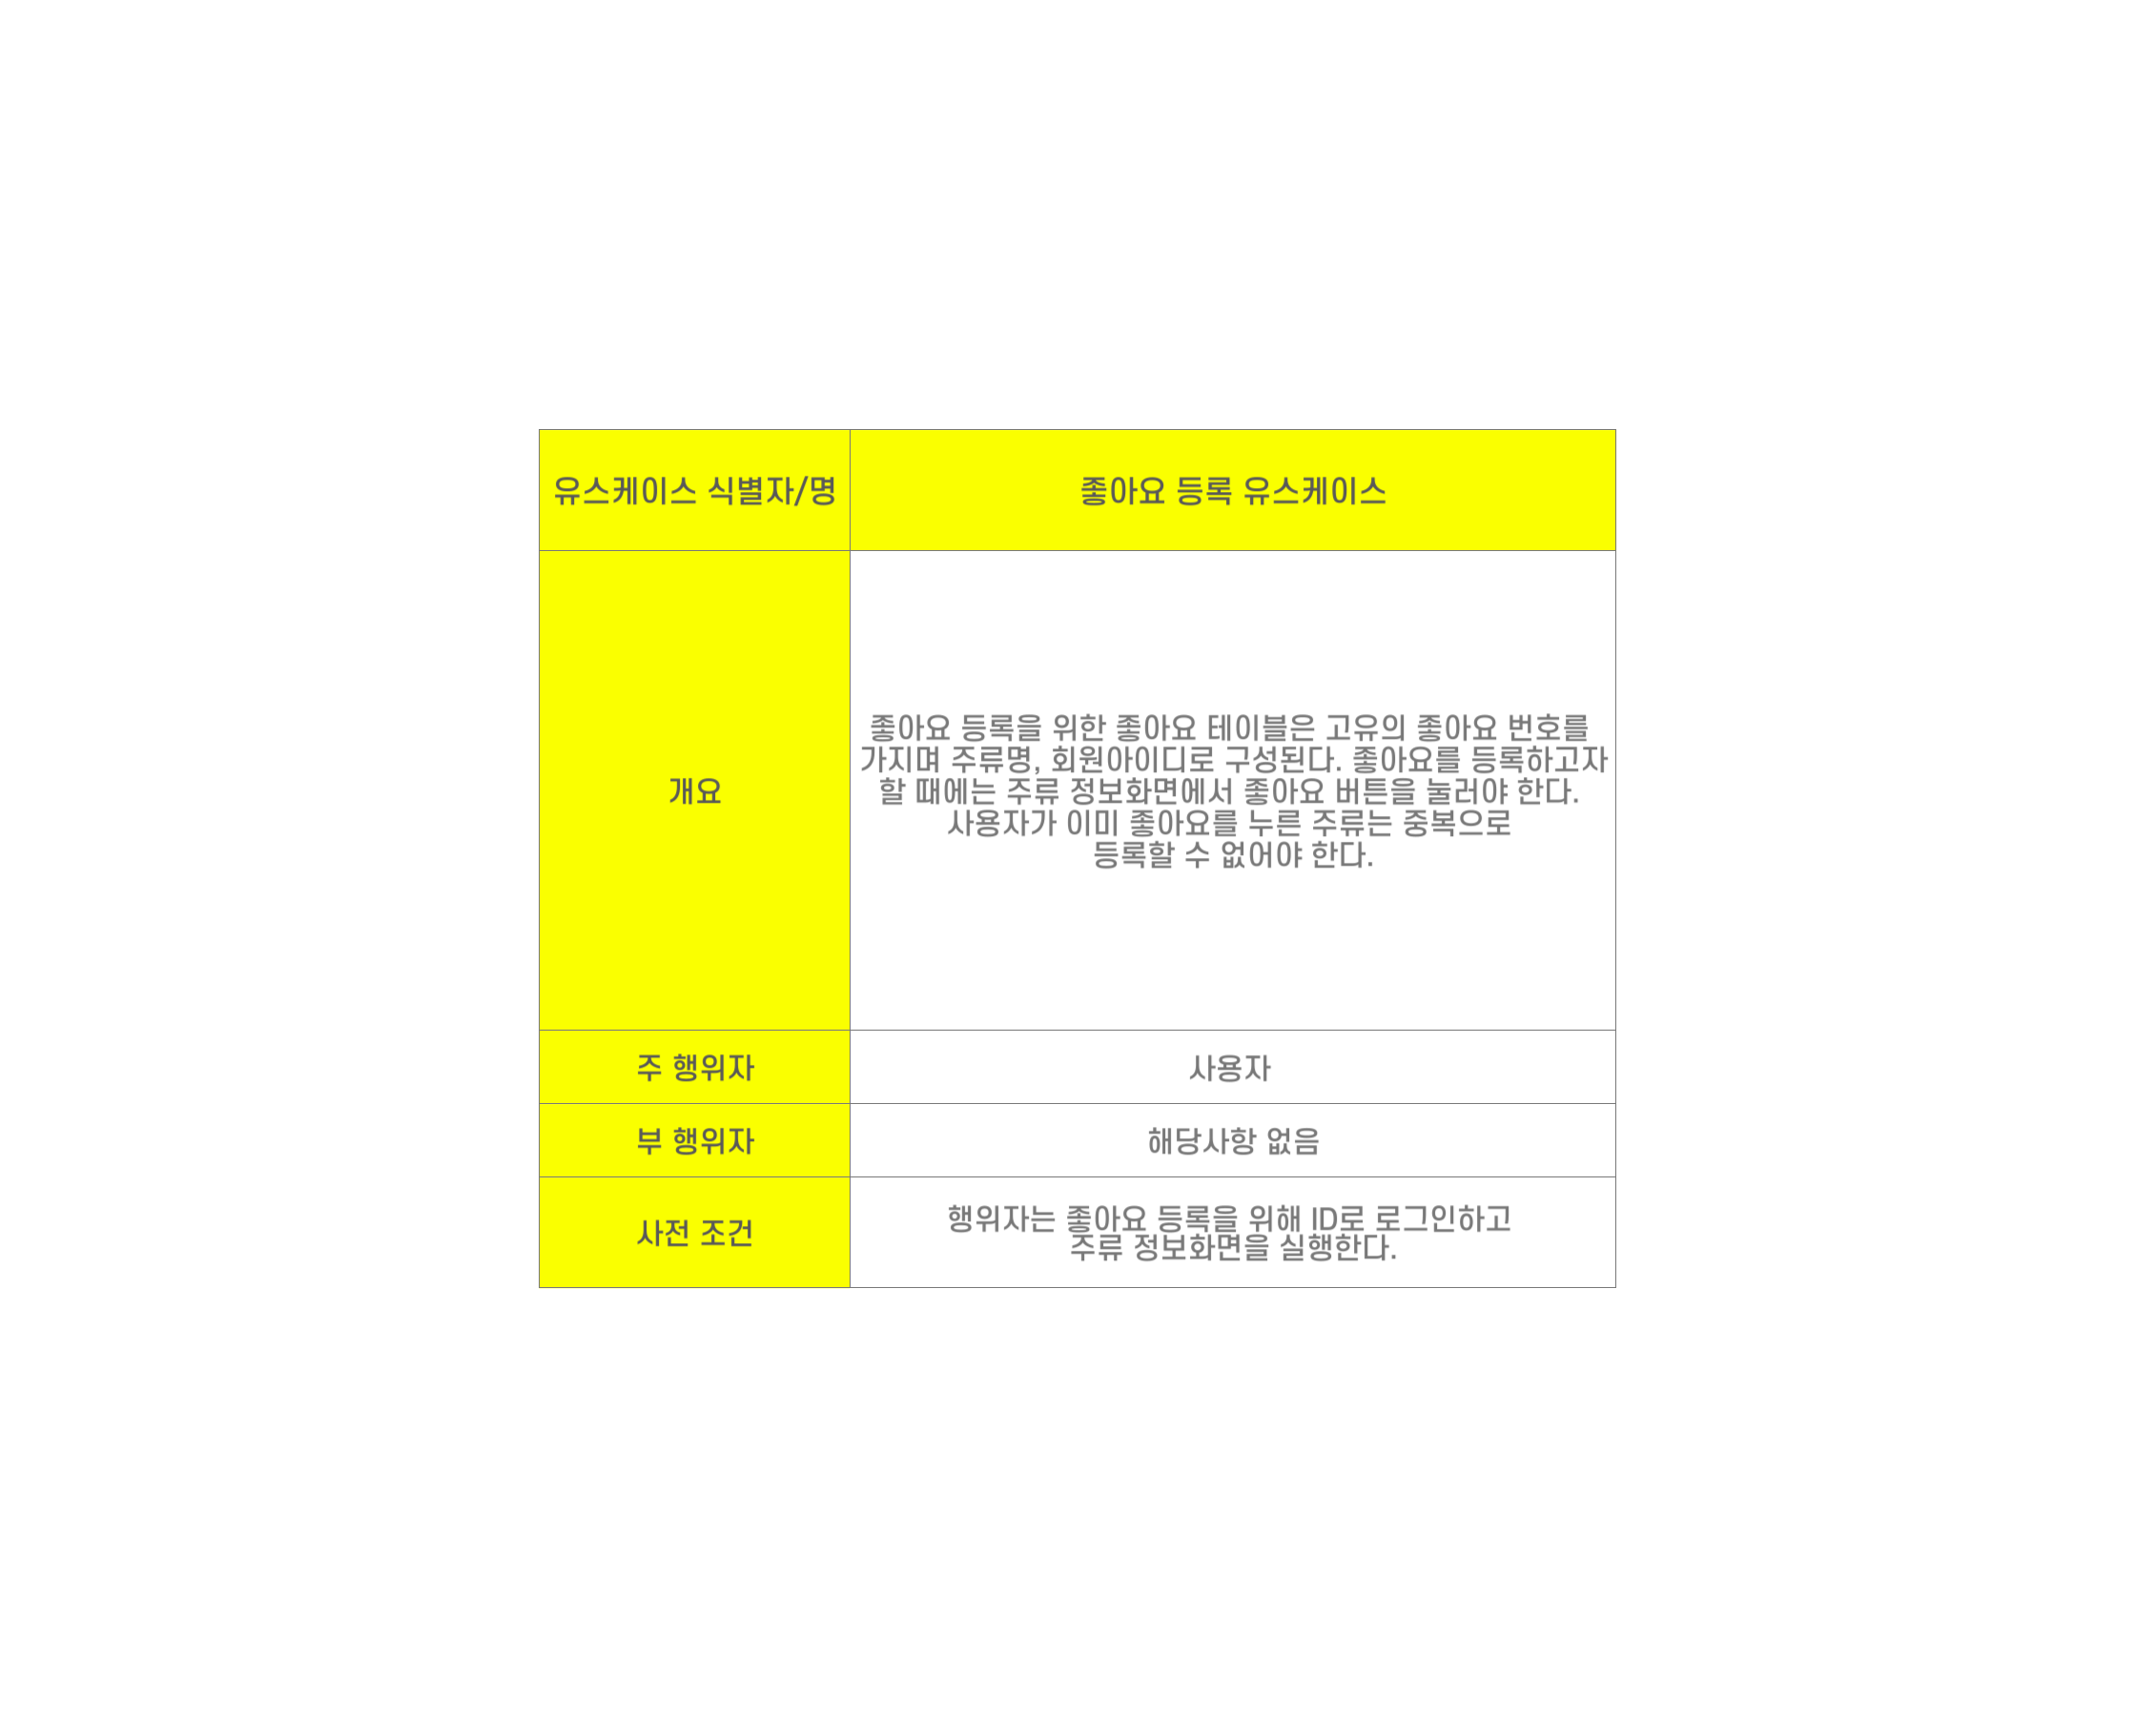 유스케이스 식별자/명
좋아요 등록 유스케이스
개요
좋아요 등록을 위한 좋아요 테이블은 고유의 좋아요 번호를
가지며 주류명, 회원아이디로 구성된다. 좋아요를 등록하고자
할 때에는 주류 정보화면에서 좋아요 버튼을 눌러야 한다.
사용자가 이미 좋아요를 누른 주류는 중복으로
등록할 수 없어야 한다.
주 행위자
사용자
부 행위자
해당사항 없음
사전 조건
행위자는 좋아요 등록을 위해 ID로 로그인하고
주류 정보화면을 실행한다.